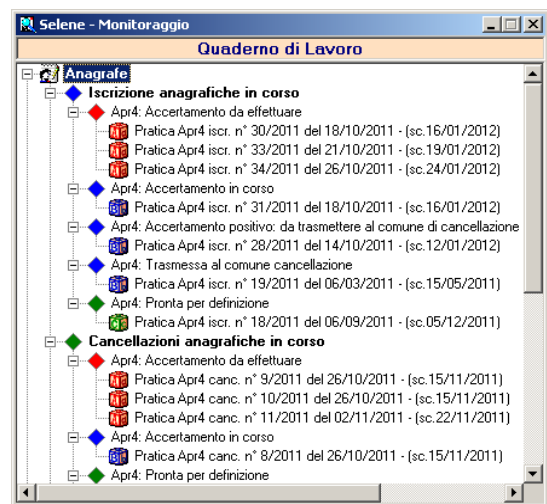 Selene - Monitoraggio
Quaderno di Lavoro
Anagrafe
Iscrizione anagrafiche in corso
Apr4: Accertamento da effettuare
Pratica Apr4 iscr. n° 30/2011 del 18/10/2011 - (sc.16/01/2012)
Pratica Apr4 iscr. n° 33/2011 del 21/10/2011 - (sc.19/01/2012)
Pratica Apr4 iscr. n° 34/2011 del 26/10/2011 - (sc.24/01/2012)
Apr4: Accertamento in corso
Pratica Apr4 iscr. n° 31/2011 del 18/10/2011 - (sc.16/01/2012)
Apr4: Accertamento positivo: da trasmettere al comune di cancellazione
Pratica Apr4 iscr. n° 28/2011 del 14/10/2011 - (sc.12/01/2012)
Apr4: Trasmessa al comune cancellazione
Pratica Apr4 iscr. n° 19/2011 del 06/03/2011 - (sc.15/05/2011)
Apr4: Pronta per definizione
Pratica Apr4 iscr. n° 18/2011 del 06/09/2011 - (sc.05/12/2011)
Cancellazioni anagrafiche in corso
Apr4: Accertamento da effettuare
Pratica Apr4 canc. n° 9/2011 del 26/10/2011 - (sc.15/11/2011)
Pratica Apr4 canc. n° 10/2011 del 26/10/2011 - (sc.15/11/2011)
Pratica Apr4 canc. n° 11/2011 del 02/11/2011 - (sc.22/11/2011)
Apr4: Accertamento in corso
Pratica Apr4 canc. n° 8/2011 del 26/10/2011 - (sc.15/11/2011)
Apr4: Pronta per definizione